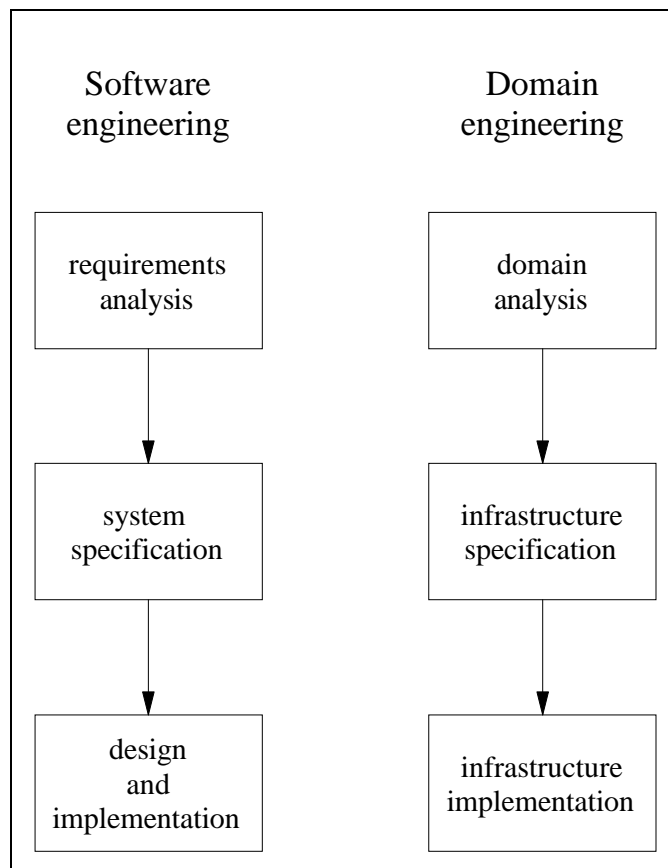 Software
engineering
Domain
engineering
requirements
analysis
domain
analysis
system
specification
infrastructure
specification
design
and
implementation
infrastructure
implementation